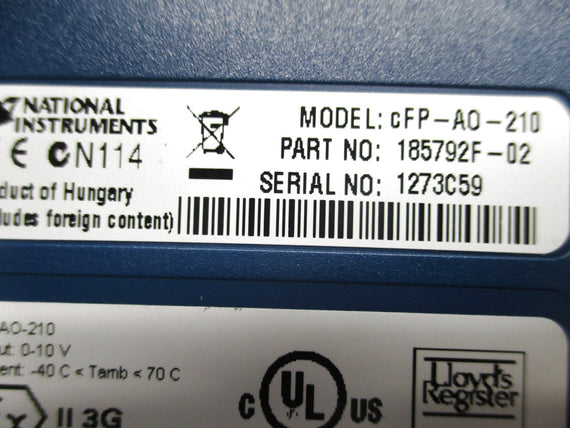 NATIONAL
INSTRUMENTS
MODEL: cFP-AO-210
PART NO: 185792F-02
SERIAL NO: 1273C59
CE N114
duct of Hungary
ludes foreign content)
AO-210
ut: 0-10 V
ent: -40 C < Tamb < 70 C
II 3G
C UL US
Lloyd's
Register